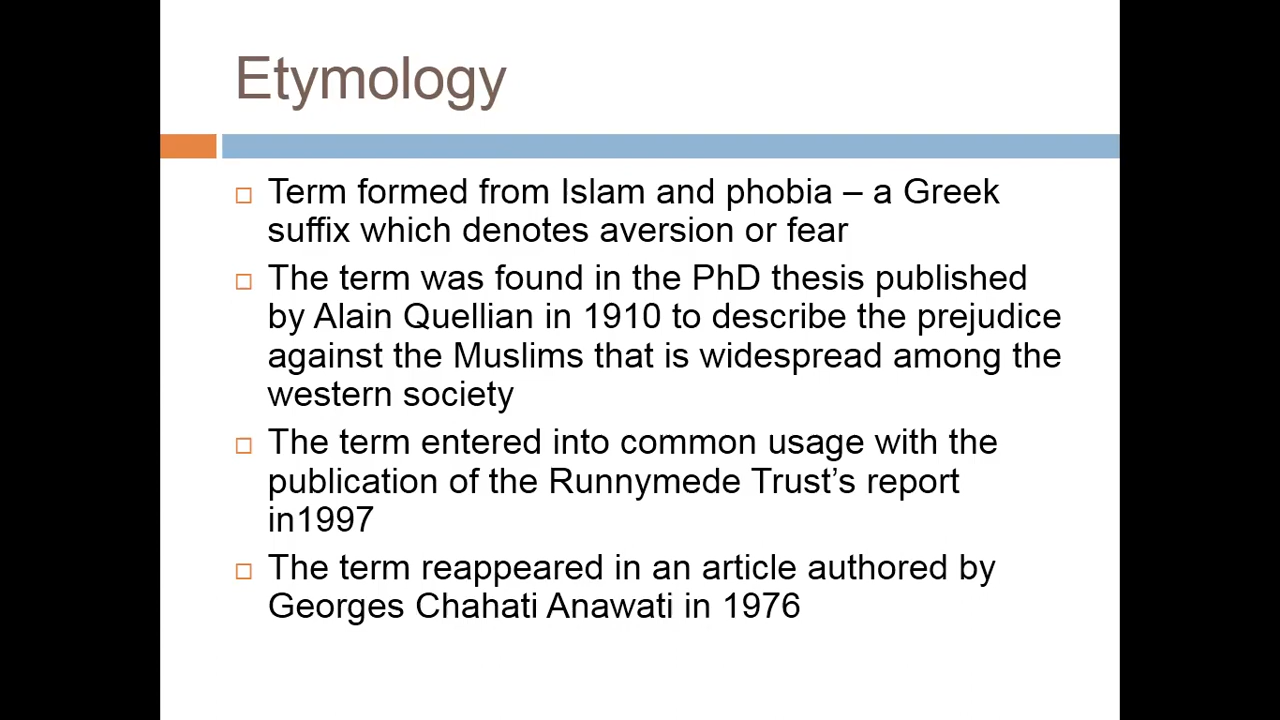 Etymology
Term formed from Islam and phobia – a Greek
suffix which denotes aversion or fear
The term was found in the PhD thesis published
by Alain Quellian in 1910 to describe the prejudice
against the Muslims that is widespread among the
western society
The term entered into common usage with the
publication of the Runnymede Trust’s report
in1997
The term reappeared in an article authored by
Georges Chahati Anawati in 1976